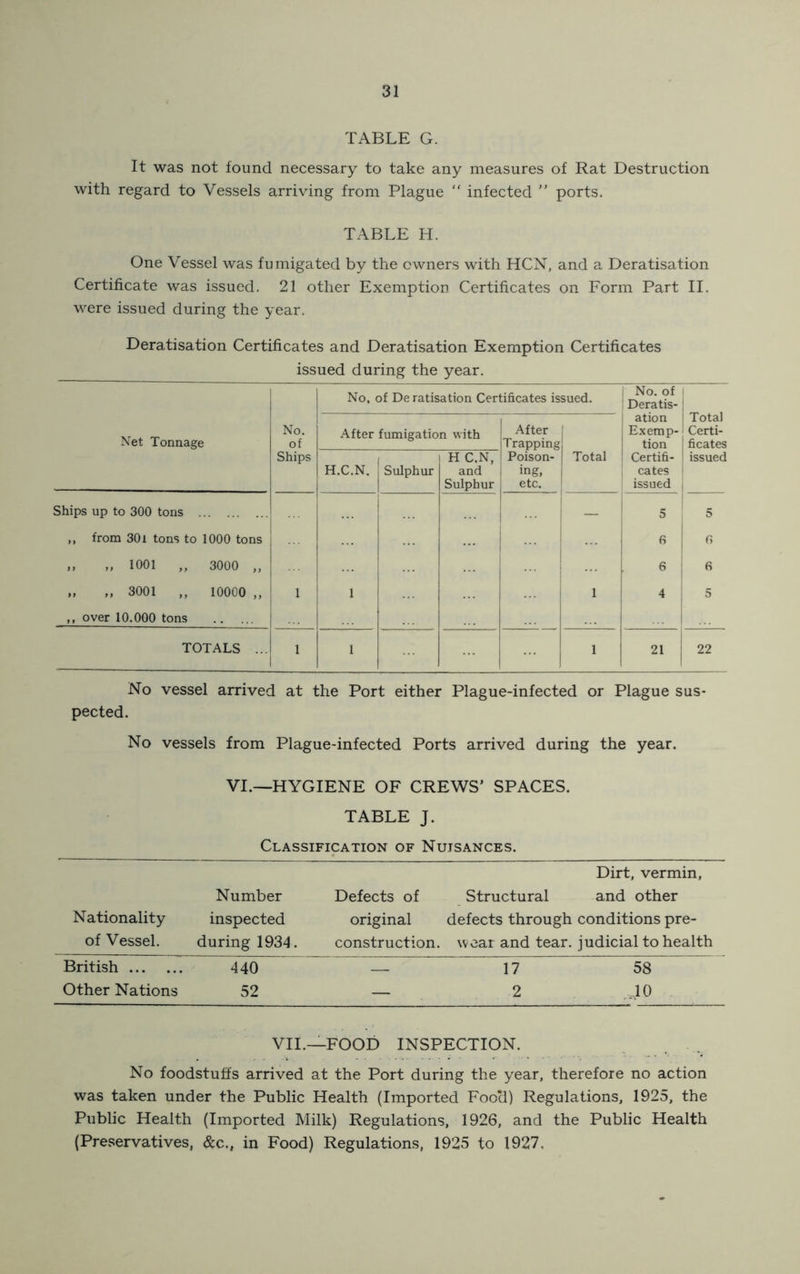 31
TABLE G.
It was not found necessary to take any measures of Rat Destruction
with regard to Vessels arriving from Plague “ infected ” ports.
TABLE H.
One Vessel was fumigated by the owners with HCN, and a Deratisation
Certificate was issued. 21 other Exemption Certificates on Form Part II.
were issued during the year.
Deratisation Certificates and Deratisation Exemption Certificates
issued during the year.
Net Tonnage | No. of Ships | No. of Deratisation Certificates issued. | No. of Deratis-ation Exemp-tion Certifi-cates issued | Total Certi-ficates issued
After fumigation with | After Trapping Poison-ing, etc. | Total
H.C.N. | Sulphur | H C.N, and Sulphur
Ships up to 300 tons ... ... ... | ... | ... | ... | ... | ... | — | 5 | 5
,, from 301 tons to 1000 tons | ... | ... | ... | ... | ... | ... | 6 | 6
,, ,, 1001 ,, 3000 ,, | ... | ... | ... | ... | ... | ... | 6 | 6
,, ,, 3001 ,, 10000 ,, | 1 | 1 | ... | ... | ... | 1 | 4 | 5
,, over 10.000 tons ... ... | ... | ... | ... | ... | ... | ... | ... | ...
TOTALS ... | 1 | 1 | ... | ... | ... | 1 | 21 | 22
No vessel arrived at the Port either Plague-infected or Plague sus-
pected.
No vessels from Plague-infected Ports arrived during the year.
VI.—HYGIENE OF CREWS’ SPACES.
TABLE J.
Classification of Nuisances.
Dirt, vermin,
Number Defects of Structural and other
Nationality inspected original defects through conditions pre-
of Vessel. during 1934. construction. wear and tear. judicial to health
British ... ... 440 — 17 58
Other Nations 52 — 2 10
VII.—FOOD INSPECTION.
No foodstuffs arrived at the Port during the year, therefore no action
was taken under the Public Health (Imported Food) Regulations, 1925, the
Public Health (Imported Milk) Regulations, 1926, and the Public Health
(Preservatives, &c., in Food) Regulations, 1925 to 1927.